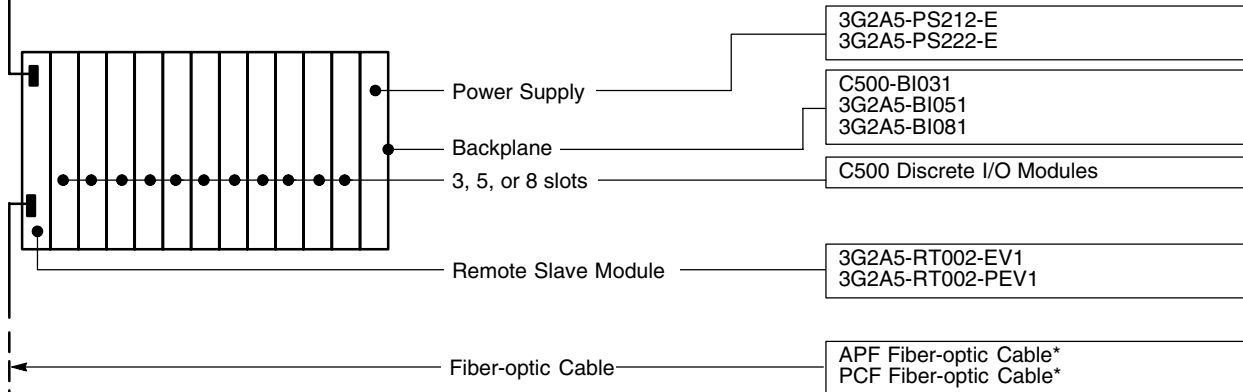 3G2A5-PS212-E
3G2A5-PS222-E
Power Supply
C500-BI031
3G2A5-BI051
3G2A5-BI081
Backplane
3, 5, or 8 slots
C500 Discrete I/O Modules
Remote Slave Module
3G2A5-RT002-EV1
3G2A5-RT002-PEV1
Fiber-optic Cable
APF Fiber-optic Cable*
PCF Fiber-optic Cable*